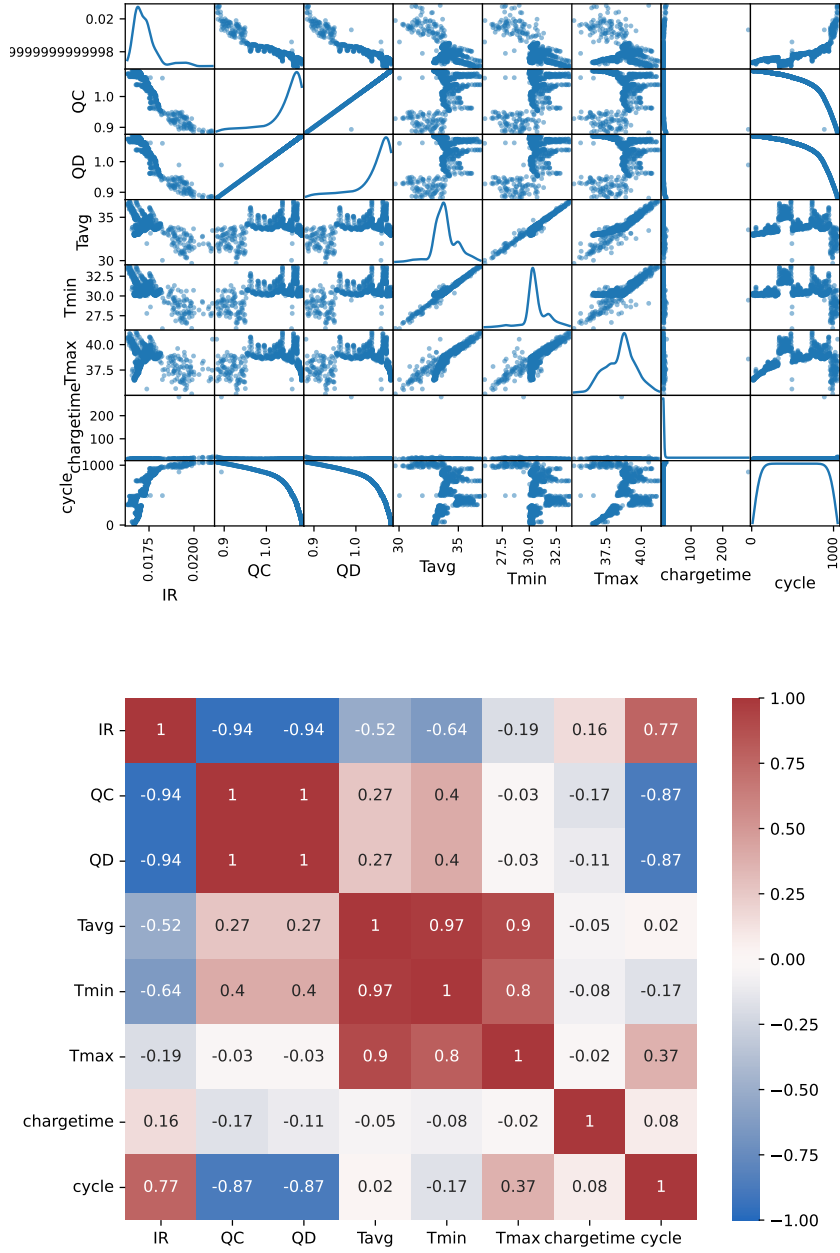 0.02
9999999999998
QC
1.0
0.9
QD
1.0
0.9
Tavg
35
30
Tmin
32.5
30.0
27.5
Tmax
40.0
37.5
chargetime
200
100
cycle
1000
0
0.0175 0.0200 0.9 1.0 0.9 1.0 30 35 27.5 30.0 32.5 37.5 40.0 100 200 0 1000
IR QC QD Tavg Tmin Tmax chargetime cycle
IR 1 -0.94 -0.94 -0.52 -0.64 -0.19 0.16 0.77 1.00
QC -0.94 1 1 0.27 0.4 -0.03 -0.17 -0.87 0.75
0.50
QD -0.94 1 1 0.27 0.4 -0.03 -0.11 -0.87
0.25
Tavg -0.52 0.27 0.27 1 0.97 0.9 -0.05 0.02 0.00
Tmin -0.64 0.4 0.4 0.97 1 0.8 -0.08 -0.17
−0.25
Tmax -0.19 -0.03 -0.03 0.9 0.8 1 -0.02 0.37
−0.50
chargetime 0.16 -0.17 -0.11 -0.05 -0.08 -0.02 1 0.08
−0.75
cycle 0.77 -0.87 -0.87 0.02 -0.17 0.37 0.08 1
−1.00
IR QC QD Tavg Tmin Tmax chargetime cycle